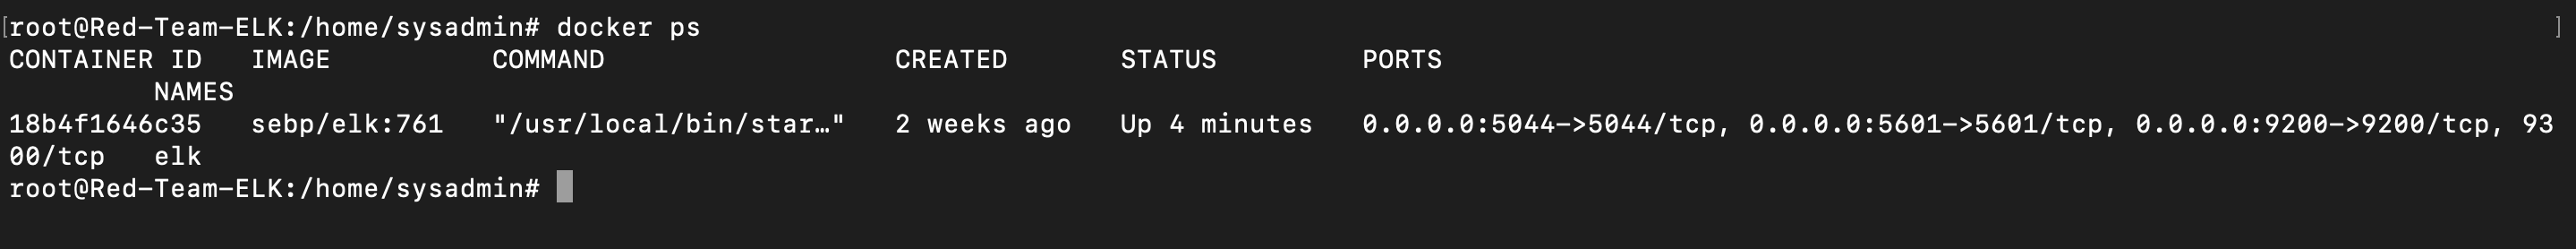 [root@Red-Team-ELK:/home/sysadmin# docker ps ]
CONTAINER ID   IMAGE          COMMAND                  CREATED       STATUS         PORTS
         NAMES
18b4f1646c35   sebp/elk:761   "/usr/local/bin/star…"   2 weeks ago   Up 4 minutes   0.0.0.0:5044->5044/tcp, 0.0.0.0:5601->5601/tcp, 0.0.0.0:9200->9200/tcp, 93
00/tcp   elk
root@Red-Team-ELK:/home/sysadmin#